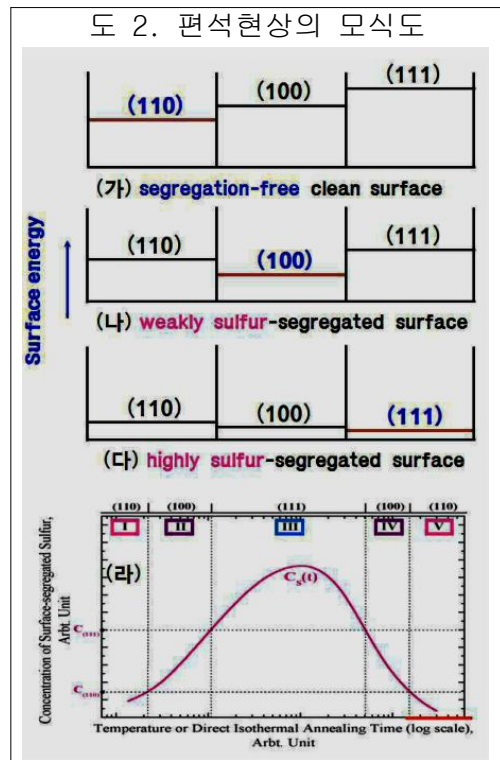 도 2. 편석현상의 모식도
Surface energy
(110) (100) (111)
(가) segregation-free clean surface
(110) (100) (111)
(나) weakly sulfur-segregated surface
(110) (100) (111)
(다) highly sulfur-segregated surface
(110) (100) (111) (100) (110)
I II III IV V
(라)
Cs(t)
C(111)
C(110)
Concentration of Surface-segregated Sulfur,
Arbt. Unit
Temperature or Direct Isothermal Annealing Time (log scale),
Arbt. Unit